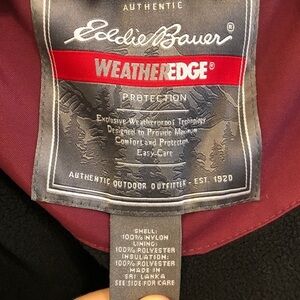 AUTHENTIC
Eddie Bauer®
WEATHEREDGE®
PROTECTION
Exclusive Weatherproof Technology
Designed to Provide Maximum
Comfort and Protection
Easy-Care
AUTHENTIC OUTDOOR OUTFITTER - EST. 1920
SHELL:
100% NYLON
LINING:
100% POLYESTER
INSULATION:
100% POLYESTER
MADE IN
SRI LANKA
SEE SIDE FOR CARE